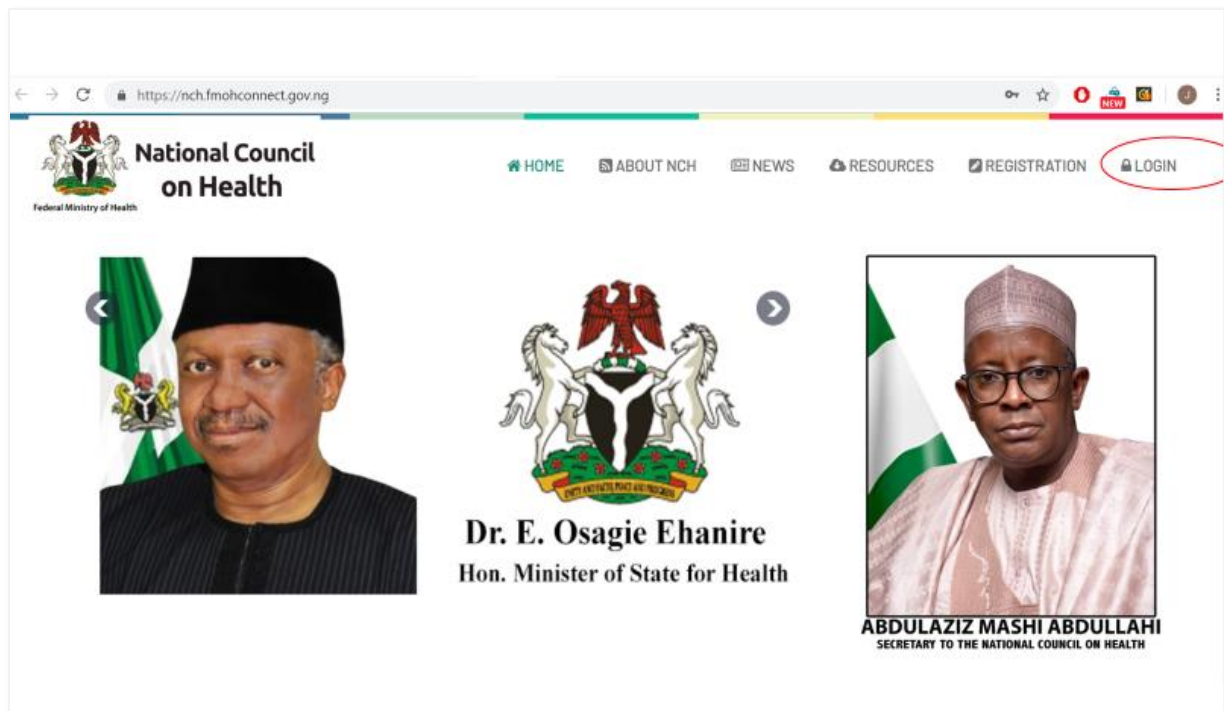 https://nch.fmohconnect.gov.ng
NEW
National Council
on Health
Federal Ministry of Health
HOME ABOUT NCH NEWS RESOURCES REGISTRATION LOGIN
Dr. E. Osagie Ehanire
Hon. Minister of State for Health
ABDULAZIZ MASHI ABDULLAHI
SECRETARY TO THE NATIONAL COUNCIL ON HEALTH